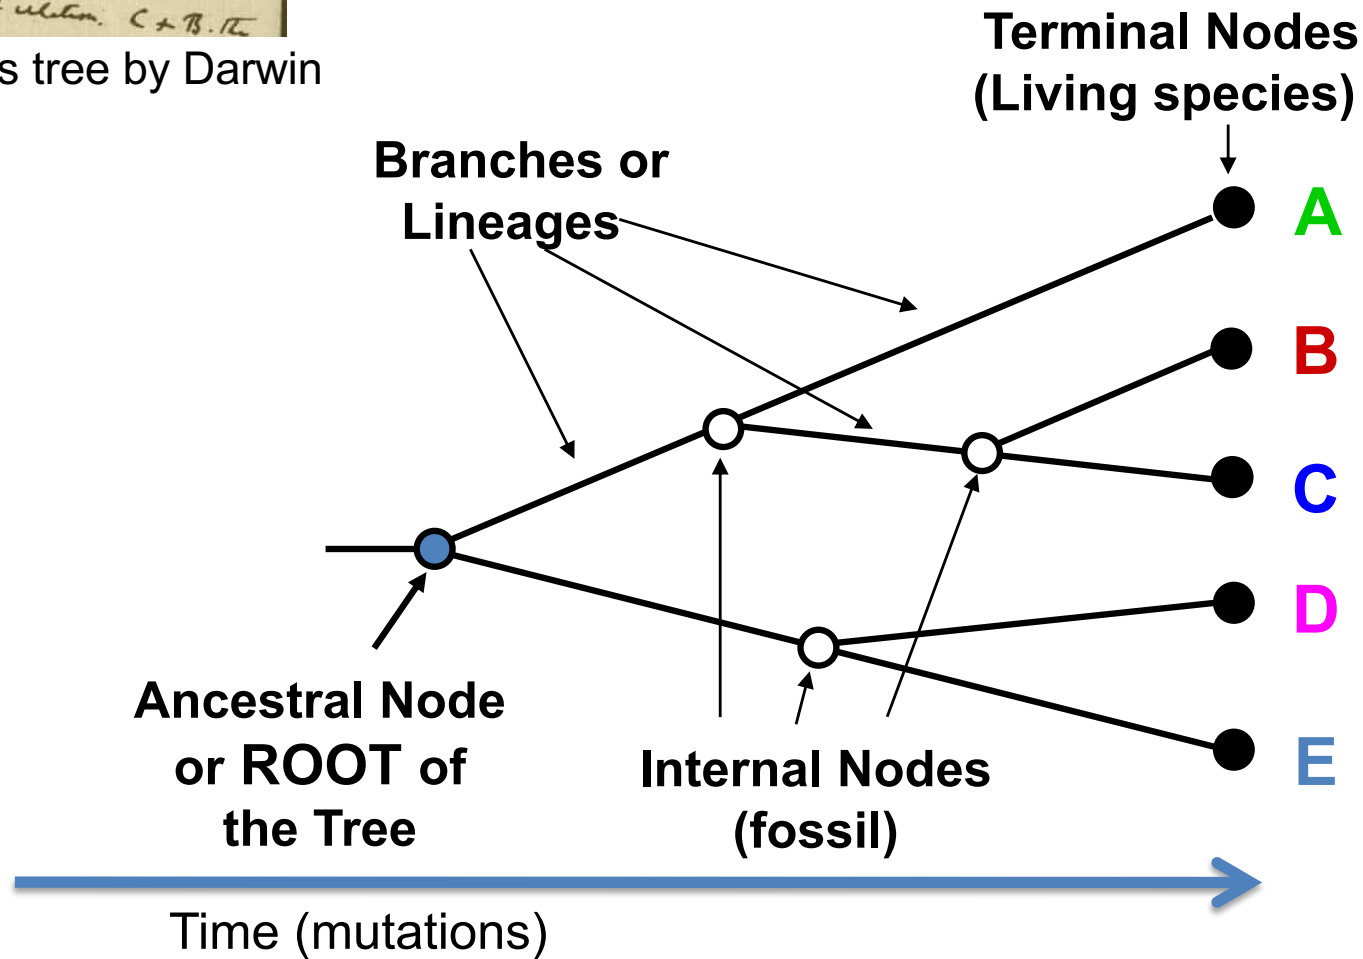 C + B. The
s tree by Darwin
Terminal Nodes
(Living species)
Branches or
Lineages
A
B
C
D
E
Ancestral Node
or ROOT of
the Tree
Internal Nodes
(fossil)
Time (mutations)